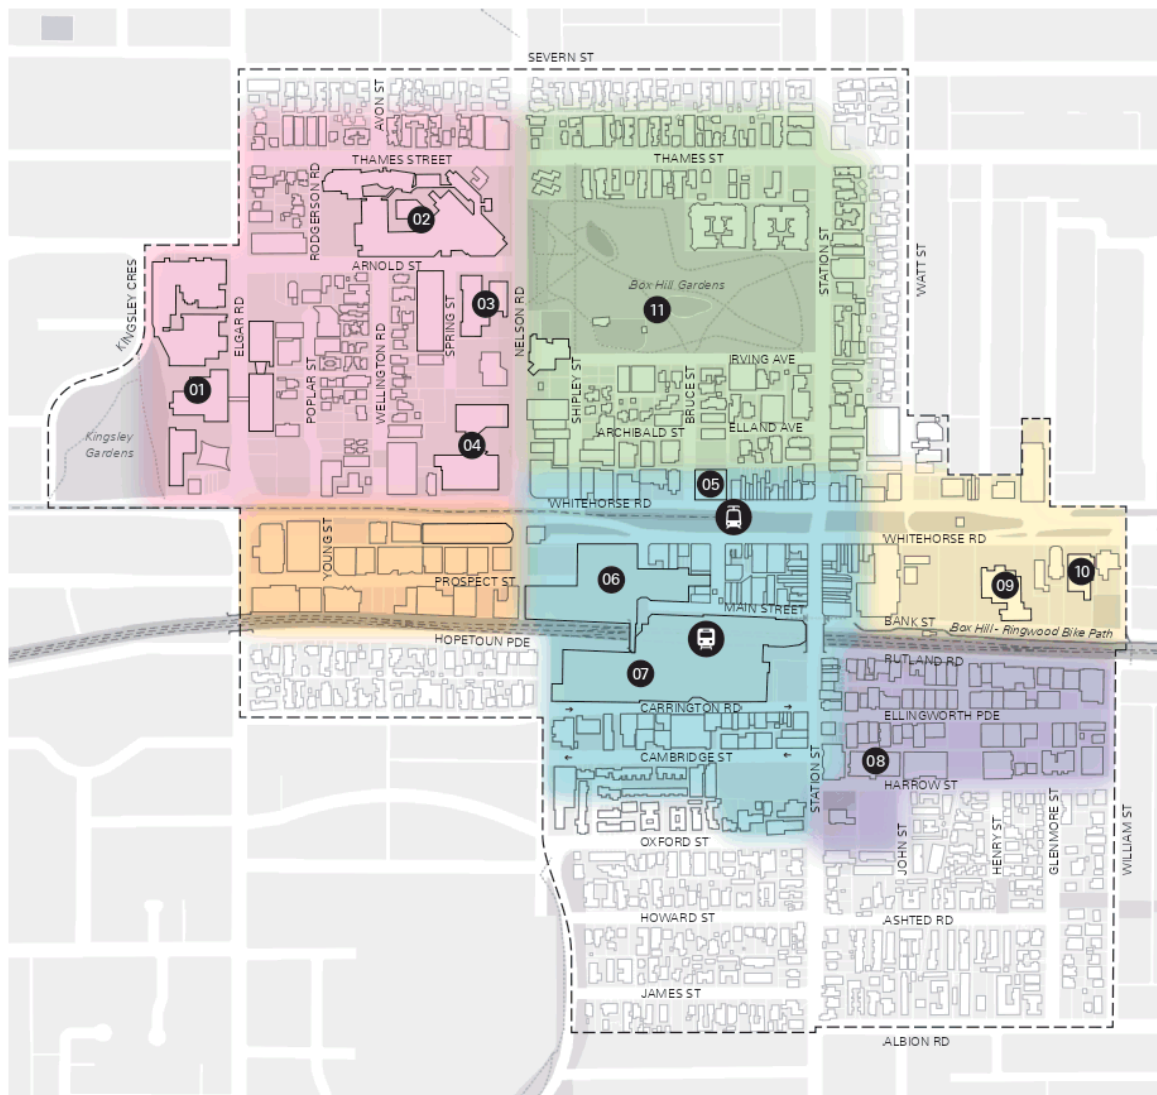 SEVERN ST
AVON ST
THAMES STREET
THAMES ST
RODGERSON RD
02
ARNOLD ST
STATION ST
WATT ST
KINGSLEY CRES
ELGAR RD
Box Hill Gardens
11
03
SPRING ST
NELSON RD
WELLINGTON RD
POPLAR ST
01
IRVING AVE
SHIPLEY ST
BRUCE ST
Kingsley
Gardens
04
ARCHIBALD ST
ELLAND AVE
05
WHITEHORSE RD
WHITEHORSE RD
YOUNG ST
PROSPECT ST
06
MAIN STREET
09
10
BANK ST
Box Hill - Ringwood Bike Path
HOPETOUN PDE
07
RUTLAND RD
CARRINGTON RD
ELLINGWORTH PDE
CAMBRIDGE ST
08
STATION ST
HARROW ST
OXFORD ST
JOHN ST
HENRY ST
GLENMORE ST
WILLIAM ST
HOWARD ST
ASHTED RD
JAMES ST
ALBION RD